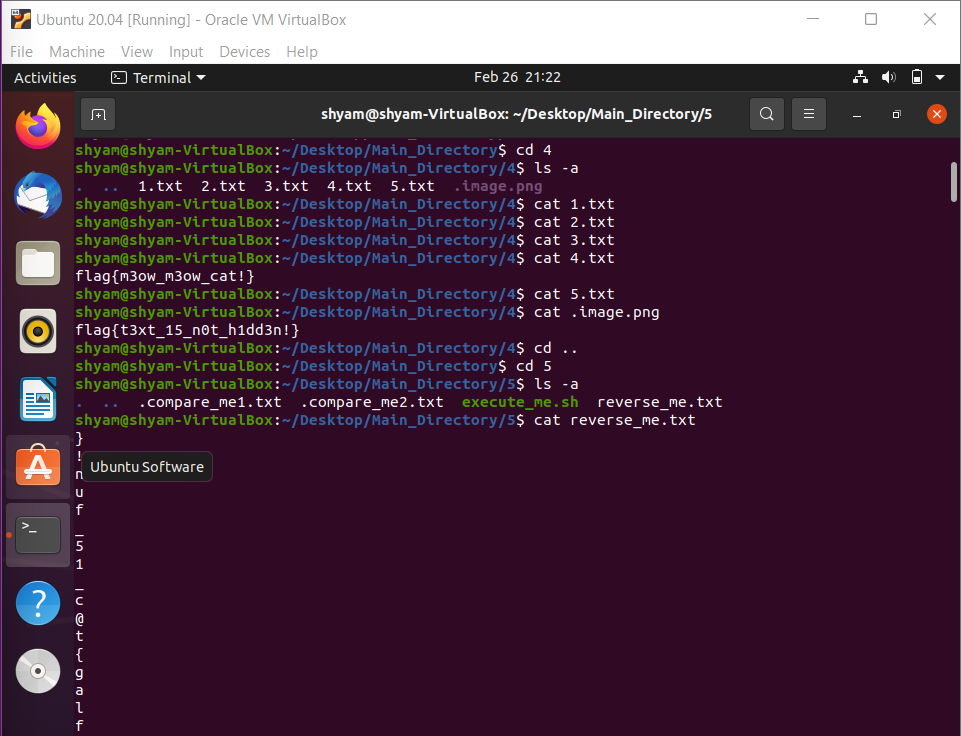 Ubuntu 20.04 [Running] - Oracle VM VirtualBox
File Machine View Input Devices Help
Activities Terminal Feb 26 21:22
shyam@shyam-VirtualBox: ~/Desktop/Main_Directory/5
shyam@shyam-VirtualBox:~/Desktop/Main_Directory$ cd 4
shyam@shyam-VirtualBox:~/Desktop/Main_Directory/4$ ls -a
. .. 1.txt 2.txt 3.txt 4.txt 5.txt .image.png
shyam@shyam-VirtualBox:~/Desktop/Main_Directory/4$ cat 1.txt
shyam@shyam-VirtualBox:~/Desktop/Main_Directory/4$ cat 2.txt
shyam@shyam-VirtualBox:~/Desktop/Main_Directory/4$ cat 3.txt
shyam@shyam-VirtualBox:~/Desktop/Main_Directory/4$ cat 4.txt
flag{m3ow_m3ow_cat!}
shyam@shyam-VirtualBox:~/Desktop/Main_Directory/4$ cat 5.txt
shyam@shyam-VirtualBox:~/Desktop/Main_Directory/4$ cat .image.png
flag{t3xt_15_n0t_h1dd3n!}
shyam@shyam-VirtualBox:~/Desktop/Main_Directory/4$ cd ..
shyam@shyam-VirtualBox:~/Desktop/Main_Directory$ cd 5
shyam@shyam-VirtualBox:~/Desktop/Main_Directory/5$ ls -a
. .. .compare_me1.txt .compare_me2.txt execute_me.sh reverse_me.txt
shyam@shyam-VirtualBox:~/Desktop/Main_Directory/5$ cat reverse_me.txt
}
!
Ubuntu Software
n
u
f
_
5
1
_
c
@
t
{
g
a
l
f